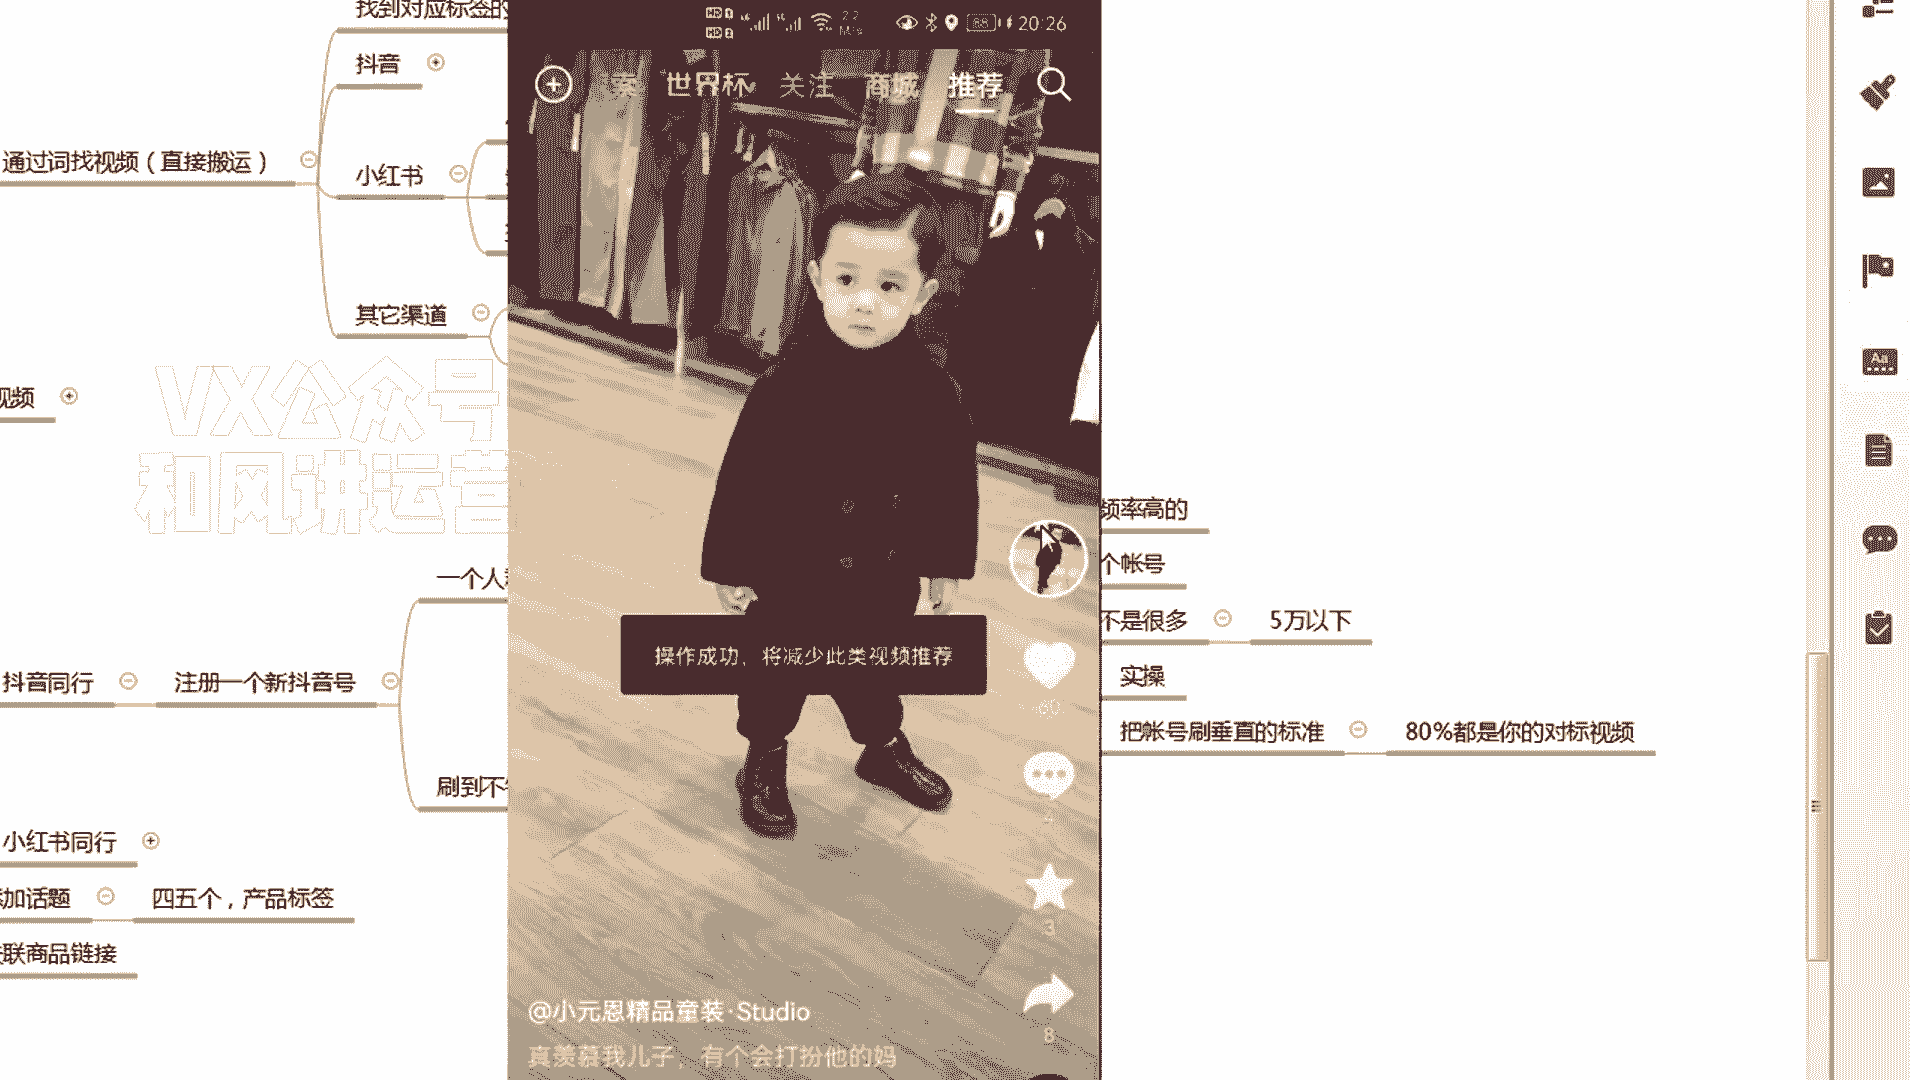 找到对应标签的
抖音
通过词找视频（直接搬运）
小红书
其它渠道
视频
VX公众号
和风讲运营
一个人
抖音同行
注册一个新抖音号
刷到不
小红书同行
加话题
四五个，产品标签
联商品链接
20:26
索 世界杯 关注 商城 推荐
操作成功，将减少此类视频推荐
3
8
@小元恩精品童装·Studio
真羡慕我儿子，有个会打扮他的妈
频率高的
个帐号
不是很多
5万以下
实操
把帐号刷垂直的标准
80%都是你的对标视频
Aa